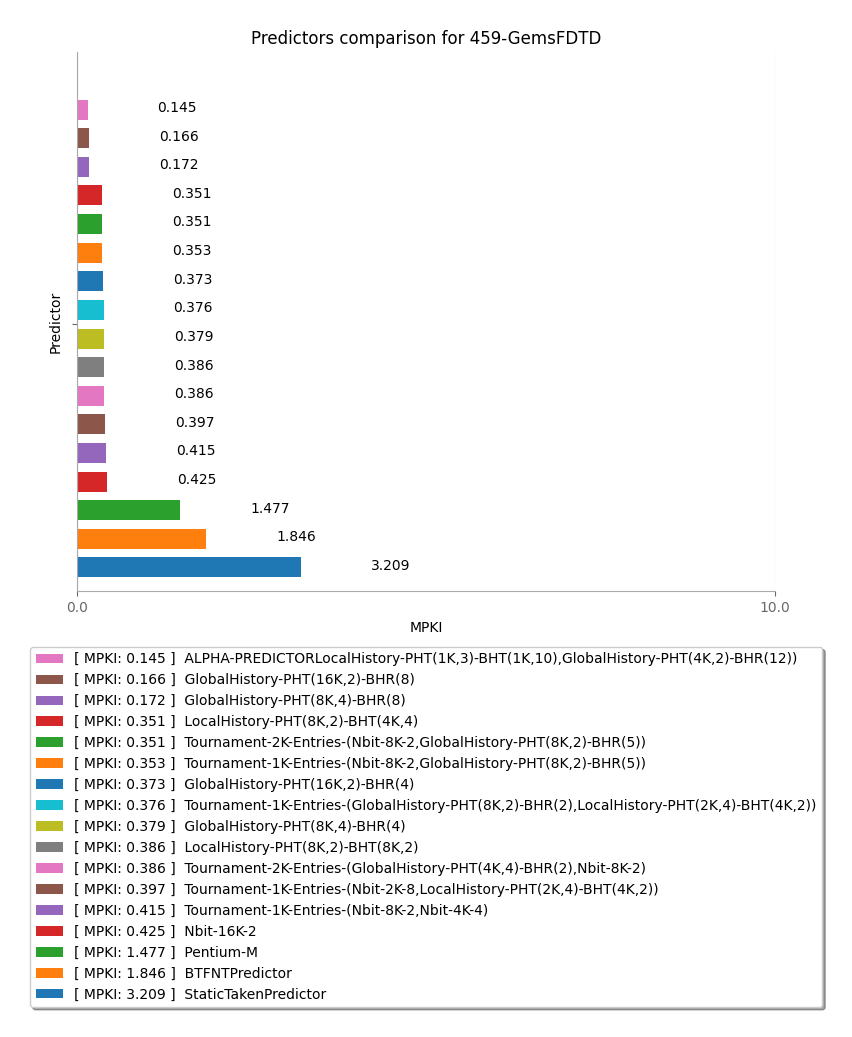 Predictors comparison for 459-GemsFDTD
0.145
0.166
0.172
0.351
0.351
0.353
0.373
0.376
0.379
0.386
0.386
0.397
0.415
0.425
1.477
1.846
3.209
Predictor
0.0
10.0
MPKI
[ MPKI: 0.145 ] ALPHA-PREDICTORLocalHistory-PHT(1K,3)-BHT(1K,10),GlobalHistory-PHT(4K,2)-BHR(12))
[ MPKI: 0.166 ] GlobalHistory-PHT(16K,2)-BHR(8)
[ MPKI: 0.172 ] GlobalHistory-PHT(8K,4)-BHR(8)
[ MPKI: 0.351 ] LocalHistory-PHT(8K,2)-BHT(4K,4)
[ MPKI: 0.351 ] Tournament-2K-Entries-(Nbit-8K-2,GlobalHistory-PHT(8K,2)-BHR(5))
[ MPKI: 0.353 ] Tournament-1K-Entries-(Nbit-8K-2,GlobalHistory-PHT(8K,2)-BHR(5))
[ MPKI: 0.373 ] GlobalHistory-PHT(16K,2)-BHR(4)
[ MPKI: 0.376 ] Tournament-1K-Entries-(GlobalHistory-PHT(8K,2)-BHR(2),LocalHistory-PHT(2K,4)-BHT(4K,2))
[ MPKI: 0.379 ] GlobalHistory-PHT(8K,4)-BHR(4)
[ MPKI: 0.386 ] LocalHistory-PHT(8K,2)-BHT(8K,2)
[ MPKI: 0.386 ] Tournament-2K-Entries-(GlobalHistory-PHT(4K,4)-BHR(2),Nbit-8K-2)
[ MPKI: 0.397 ] Tournament-1K-Entries-(Nbit-2K-8,LocalHistory-PHT(2K,4)-BHT(4K,2))
[ MPKI: 0.415 ] Tournament-1K-Entries-(Nbit-8K-2,Nbit-4K-4)
[ MPKI: 0.425 ] Nbit-16K-2
[ MPKI: 1.477 ] Pentium-M
[ MPKI: 1.846 ] BTFNTPredictor
[ MPKI: 3.209 ] StaticTakenPredictor